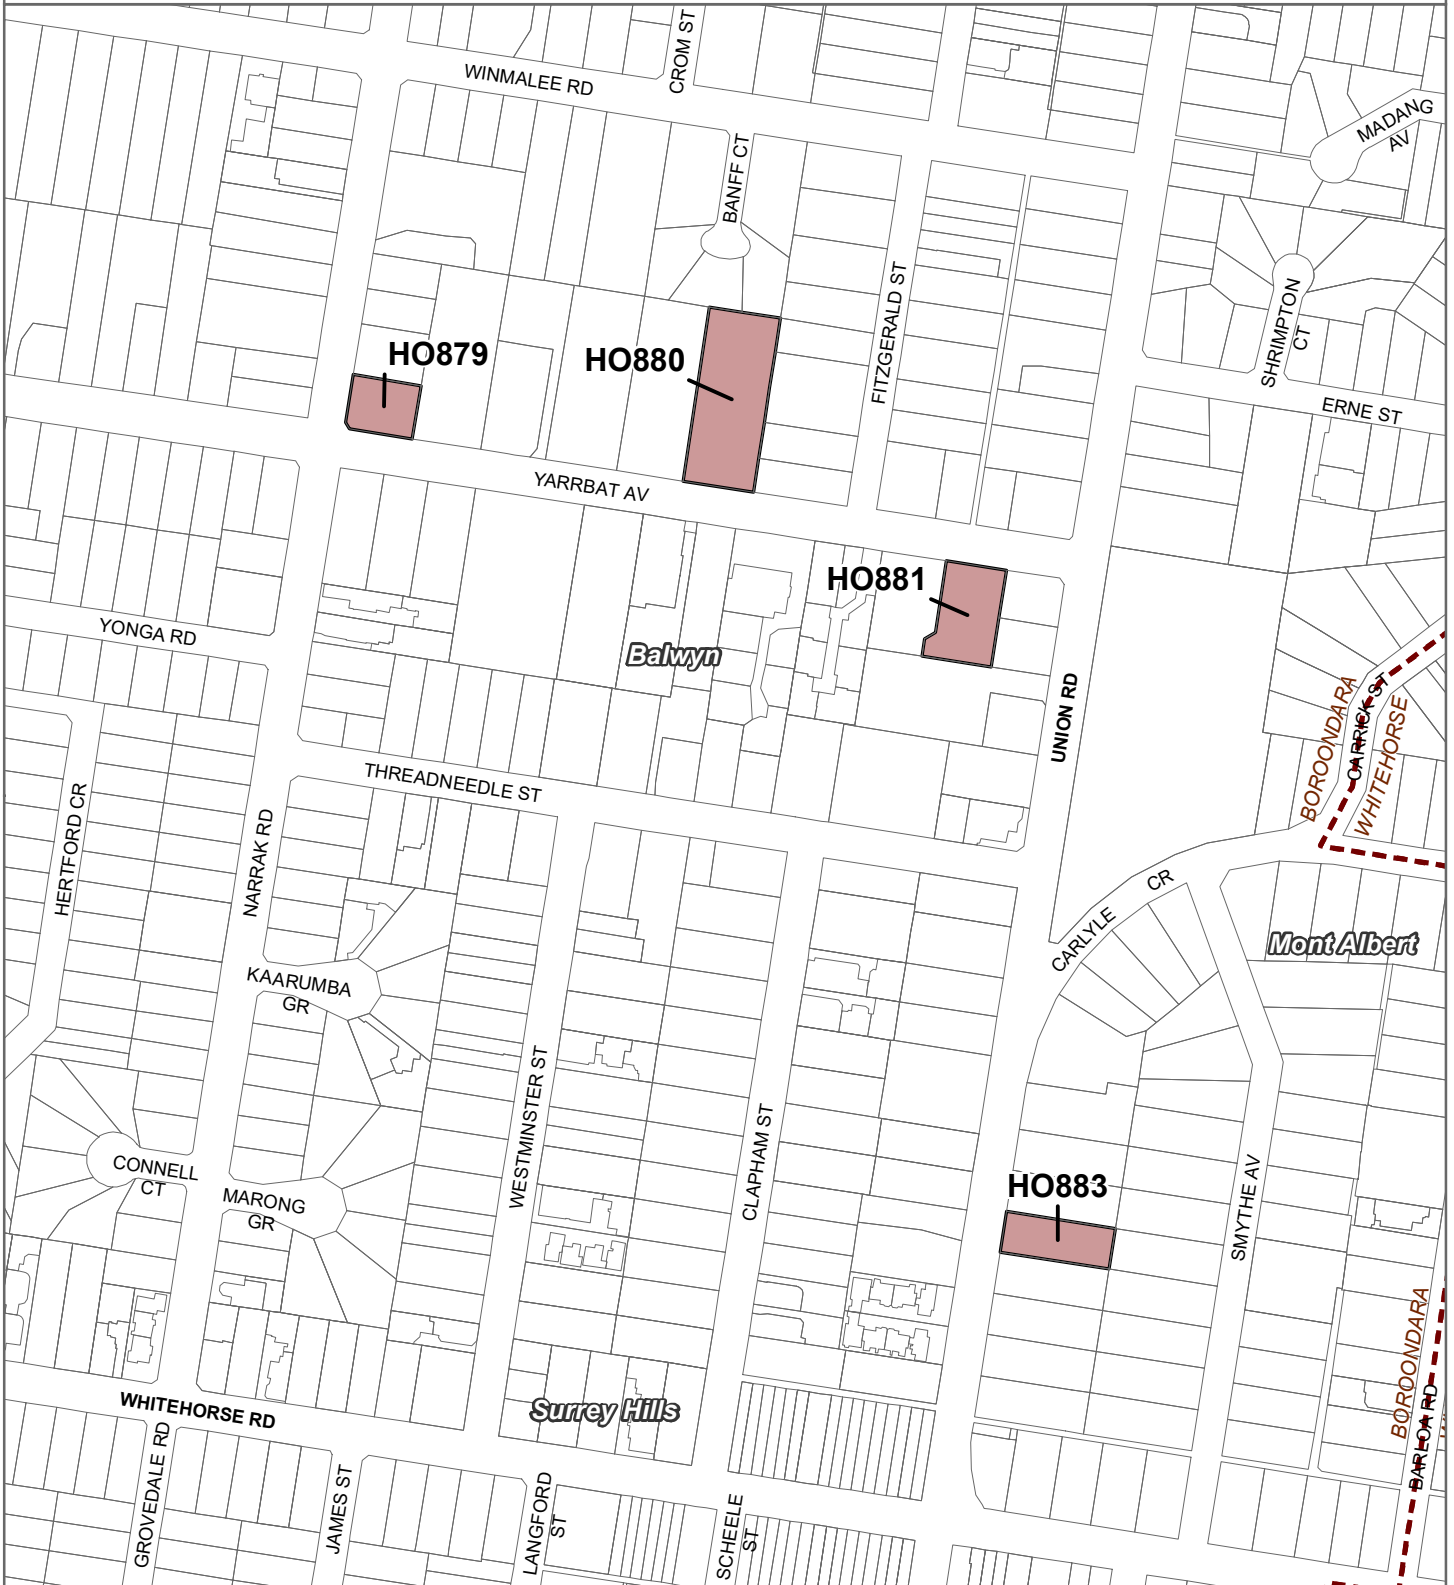 CROM ST
WINMALEE RD
MADANG
AV
BANFF CT
FITZGERALD ST
SHRIMPTON
CT
HO879
HO880
ERNE ST
YARRBAT AV
HO881
YONGA RD
Balwyn
UNION RD
BOROONDARA
CARRICK ST
WHITEHORSE
THREADNEEDLE ST
HERTFORD CR
NARRAK RD
CARLYLE
CR
Mont Albert
KAARUMBA
GR
WESTMINSTER ST
CLAPHAM ST
CONNELL
CT
MARONG
GR
HO883
SMYTHE AV
BOROONDARA
BARLOA RD
WHITEHORSE RD
Surrey Hills
GROVEDALE RD
JAMES ST
LANGFORD
ST
SCHEELE
ST